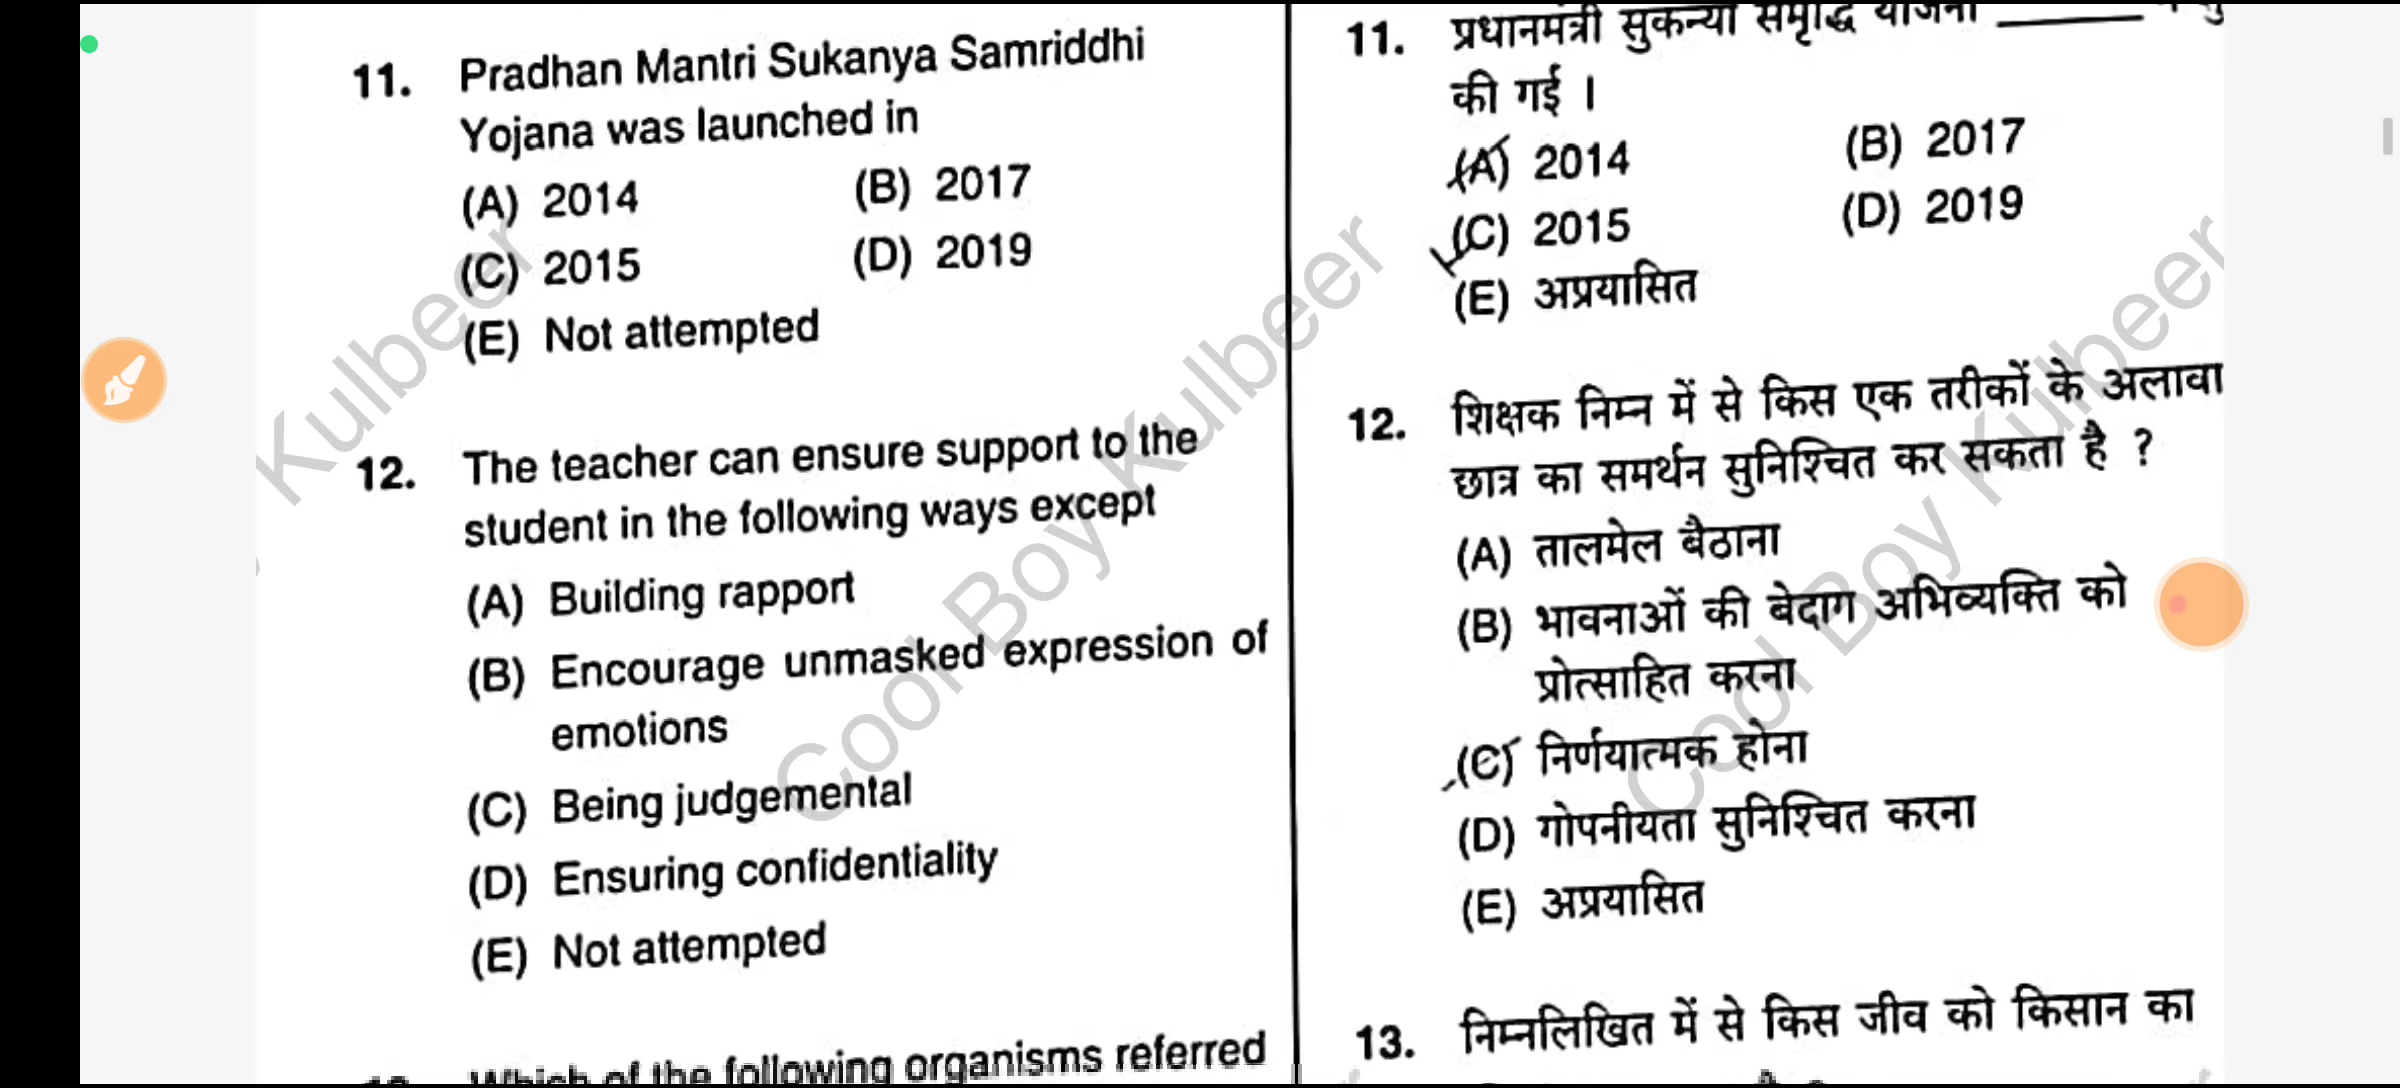 11. Pradhan Mantri Sukanya Samriddhi
Yojana was launched in
(A) 2014 (B) 2017
(C) 2015 (D) 2019
(E) Not attempted
12. The teacher can ensure support to the
student in the following ways except
(A) Building rapport
(B) Encourage unmasked expression of
emotions
(C) Being judgemental
(D) Ensuring confidentiality
(E) Not attempted
Which of the following organisms referred
11. प्रधानमंत्री सुकन्या समृद्धि योजना ______
की गई ।
(A) 2014 (B) 2017
(C) 2015 (D) 2019
(E) अप्रयासित
12. शिक्षक निम्न में से किस एक तरीकों के अलावा
छात्र का समर्थन सुनिश्चित कर सकता है ?
(A) तालमेल बैठाना
(B) भावनाओं की बेदाग अभिव्यक्ति को
प्रोत्साहित करना
(C) निर्णयात्मक होना
(D) गोपनीयता सुनिश्चित करना
(E) अप्रयासित
13. निम्नलिखित में से किस जीव को किसान का
Kulbeer
Cool Boy Kulbeer
Cool Boy Kulbeer